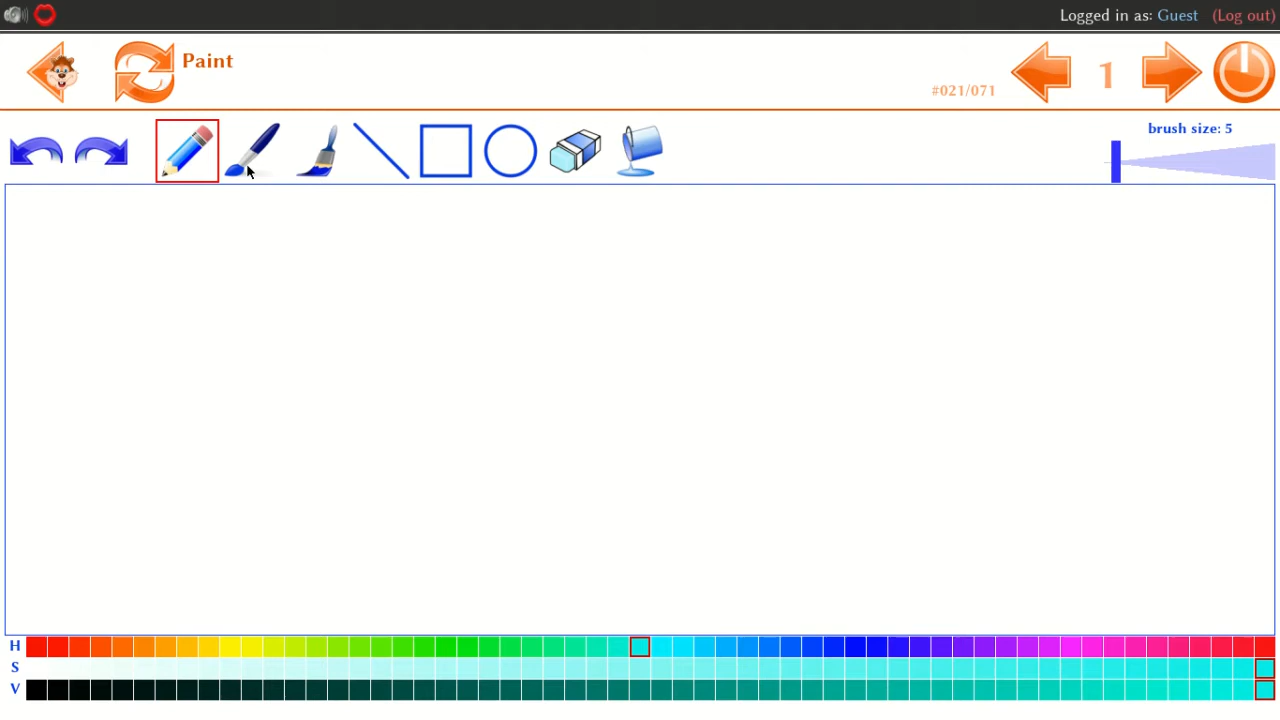 Logged in as: Guest (Log out)
Paint
#021/071
1
brush size: 5
H
S
V